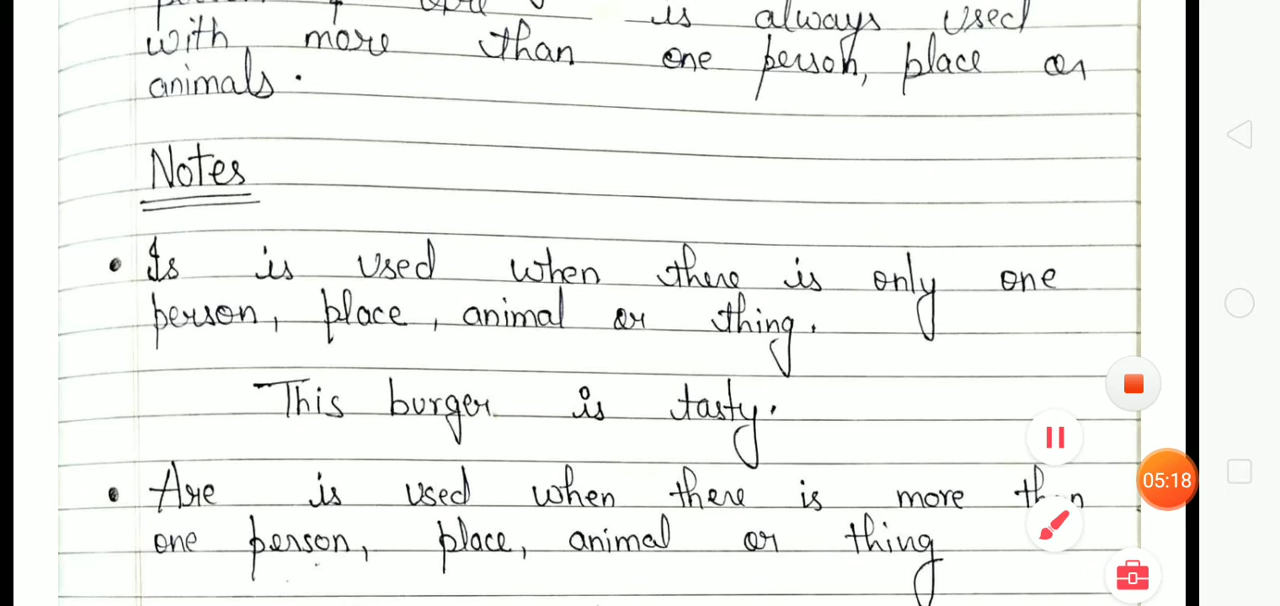 is always used
with more than one person, place or
animals.
Notes
• Is is used when there is only one
person, place, animal or thing.
This burger is tasty.
• Are is used when there is more than
one person, place, animal or thing
05:18